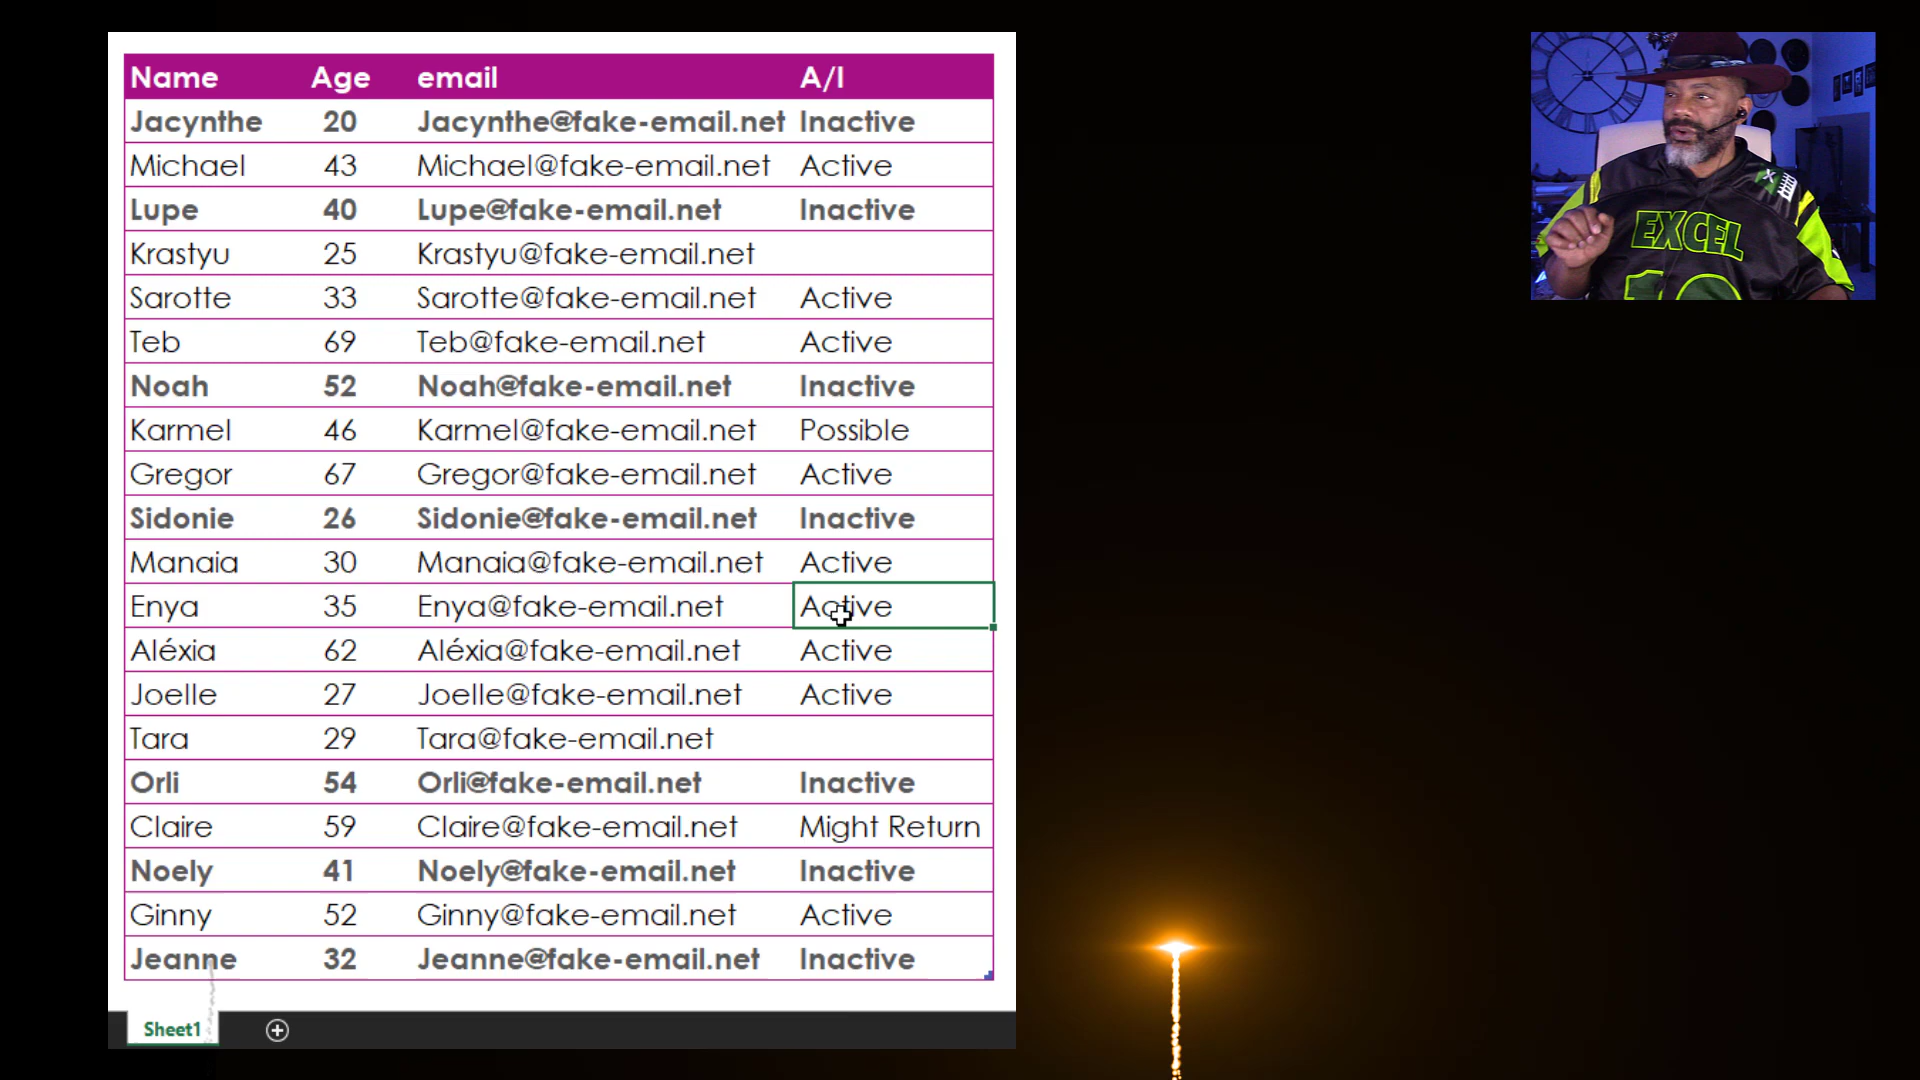 Name Age email A/I
Jacynthe 20 Jacynthe@fake-email.net Inactive
Michael 43 Michael@fake-email.net Active
Lupe 40 Lupe@fake-email.net Inactive
Krastyu 25 Krastyu@fake-email.net
Sarotte 33 Sarotte@fake-email.net Active
Teb 69 Teb@fake-email.net Active
Noah 52 Noah@fake-email.net Inactive
Karmel 46 Karmel@fake-email.net Possible
Gregor 67 Gregor@fake-email.net Active
Sidonie 26 Sidonie@fake-email.net Inactive
Manaia 30 Manaia@fake-email.net Active
Enya 35 Enya@fake-email.net Active
Aléxia 62 Aléxia@fake-email.net Active
Joelle 27 Joelle@fake-email.net Active
Tara 29 Tara@fake-email.net
Orli 54 Orli@fake-email.net Inactive
Claire 59 Claire@fake-email.net Might Return
Noely 41 Noely@fake-email.net Inactive
Ginny 52 Ginny@fake-email.net Active
Jeanne 32 Jeanne@fake-email.net Inactive
Sheet1
X
EXCEL